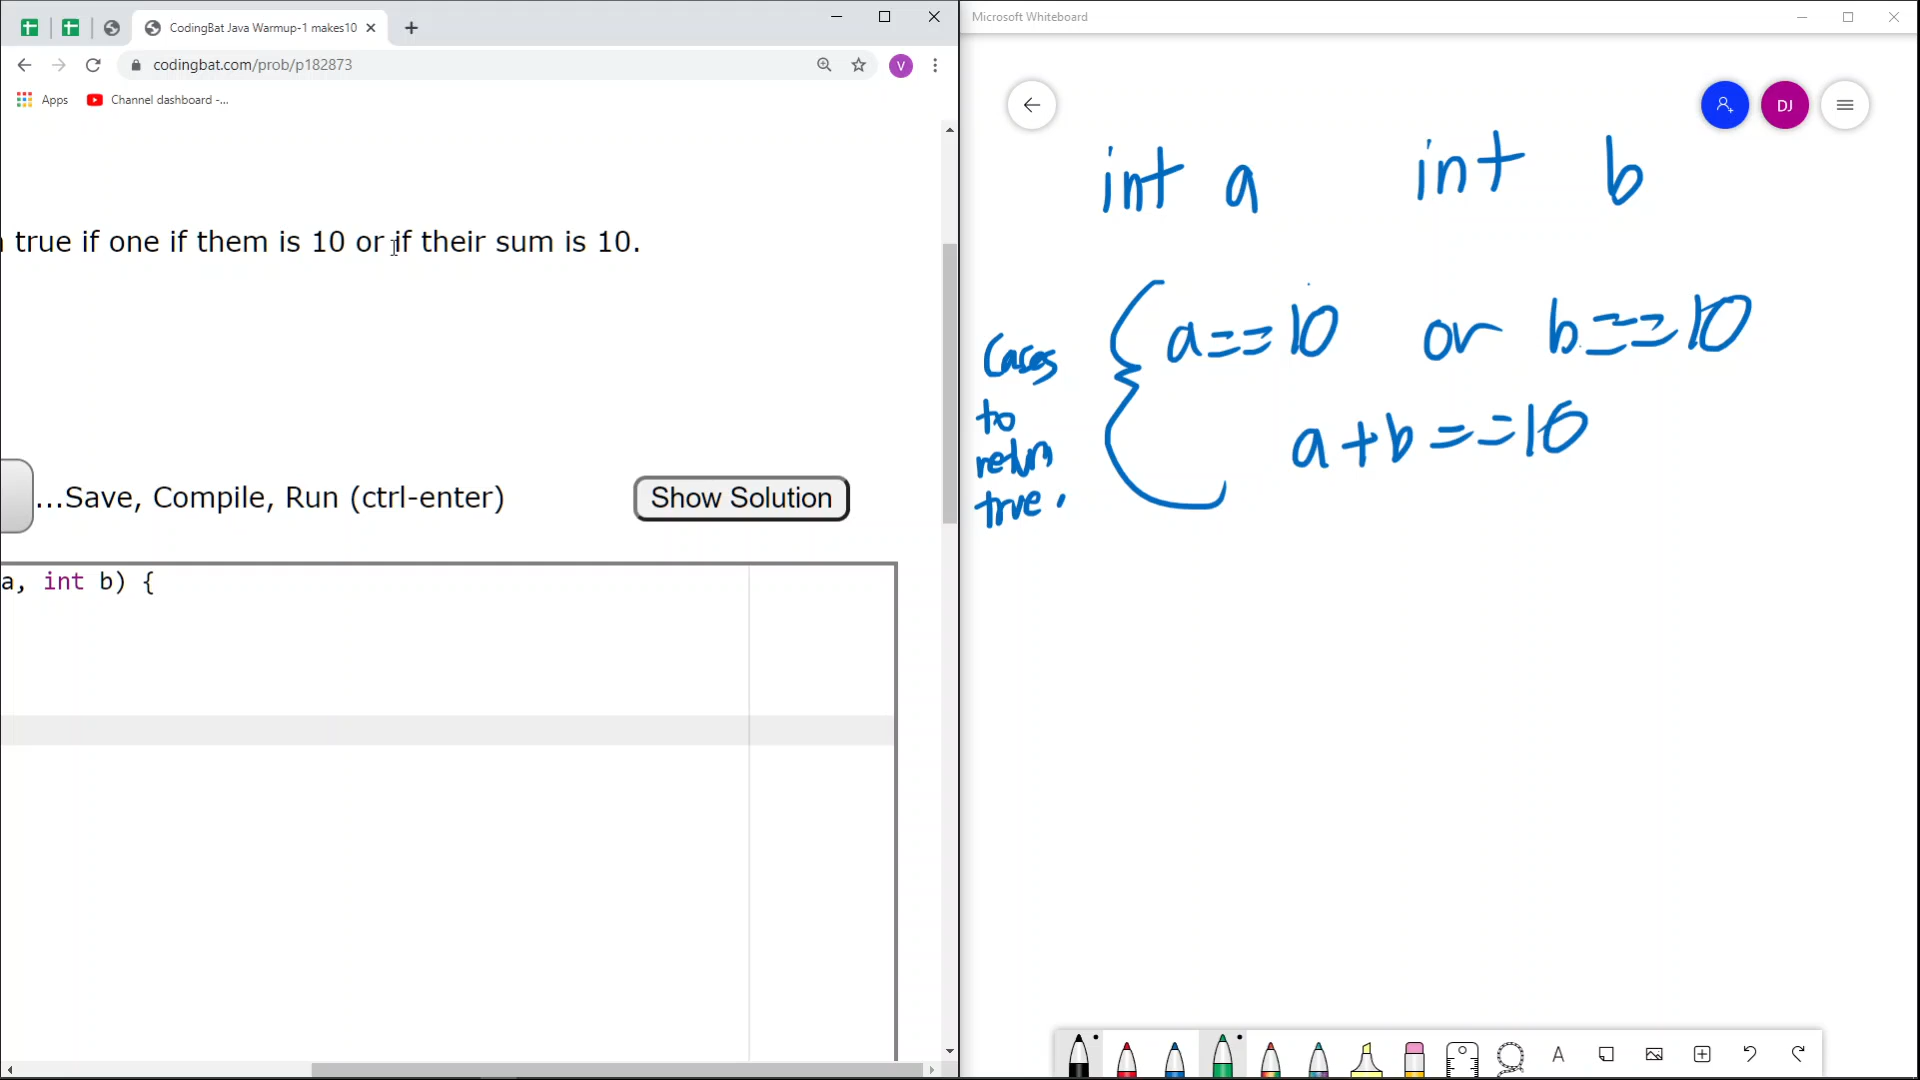 CodingBat Java Warmup-1 makes10
codingbat.com/prob/p182873
V
Apps
Channel dashboard -...
true if one if them is 10 or if their sum is 10.
...Save, Compile, Run (ctrl-enter)
Show Solution
a, int b) {
Microsoft Whiteboard
DJ
int a int b
Cases
to
return
true.
a==10 or b==10
a+b==10
A